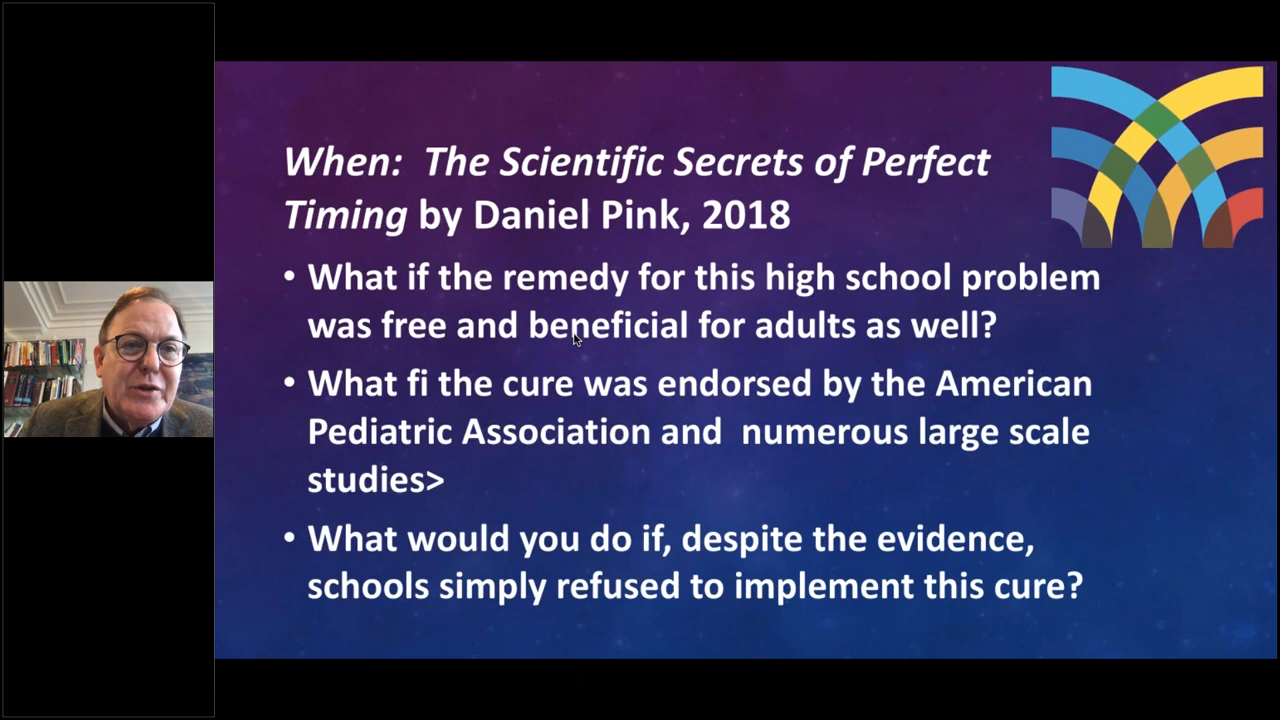 When:  The Scientific Secrets of Perfect
Timing by Daniel Pink, 2018
• What if the remedy for this high school problem
was free and beneficial for adults as well?
• What fi the cure was endorsed by the American
Pediatric Association and  numerous large scale
studies>
• What would you do if, despite the evidence,
schools simply refused to implement this cure?